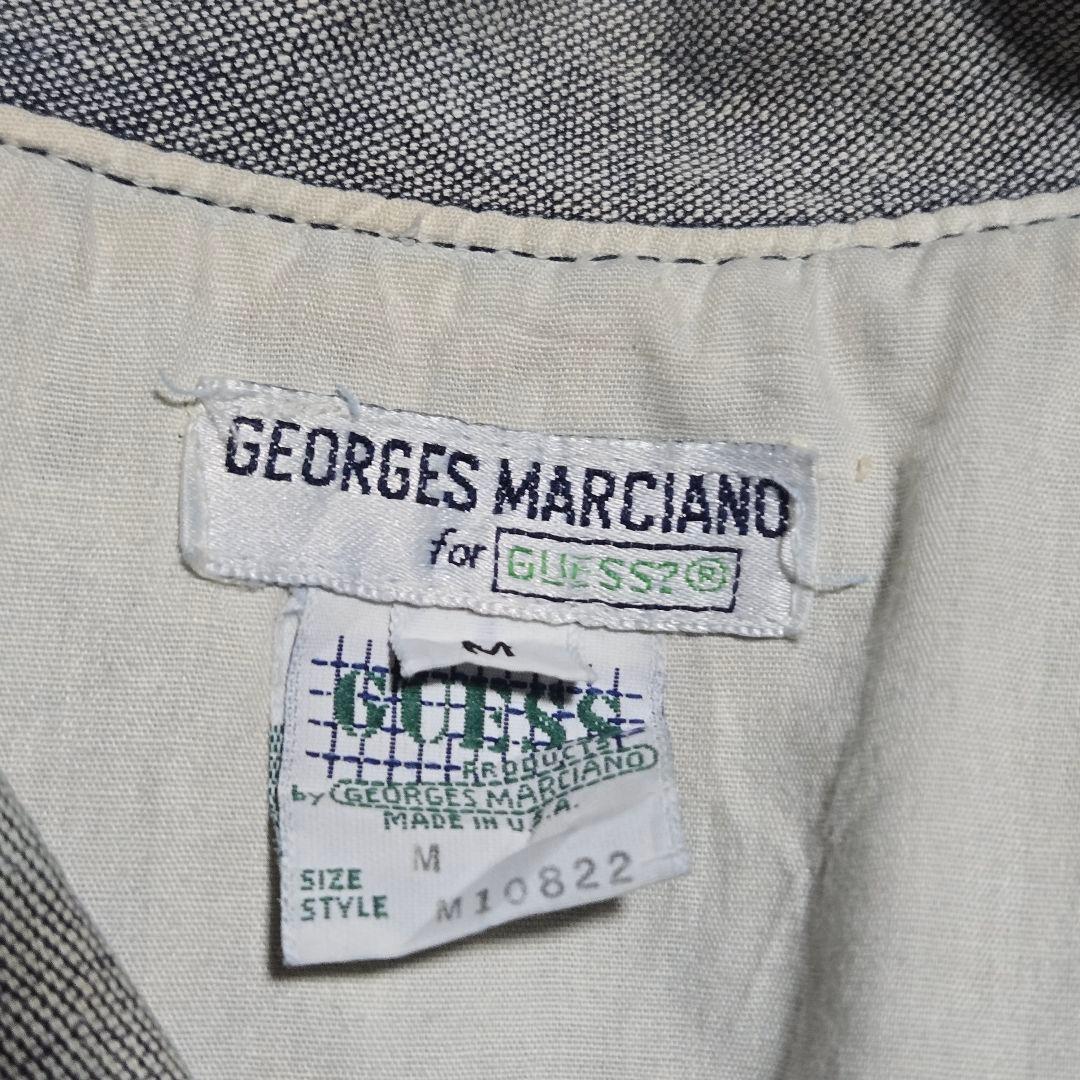 GEORGES MARCIANO
for GUESS?®
M
GUESS
PRODUCTS
by GEORGES MARCIANO
MADE IN U.S.A.
SIZE M
STYLE M10822